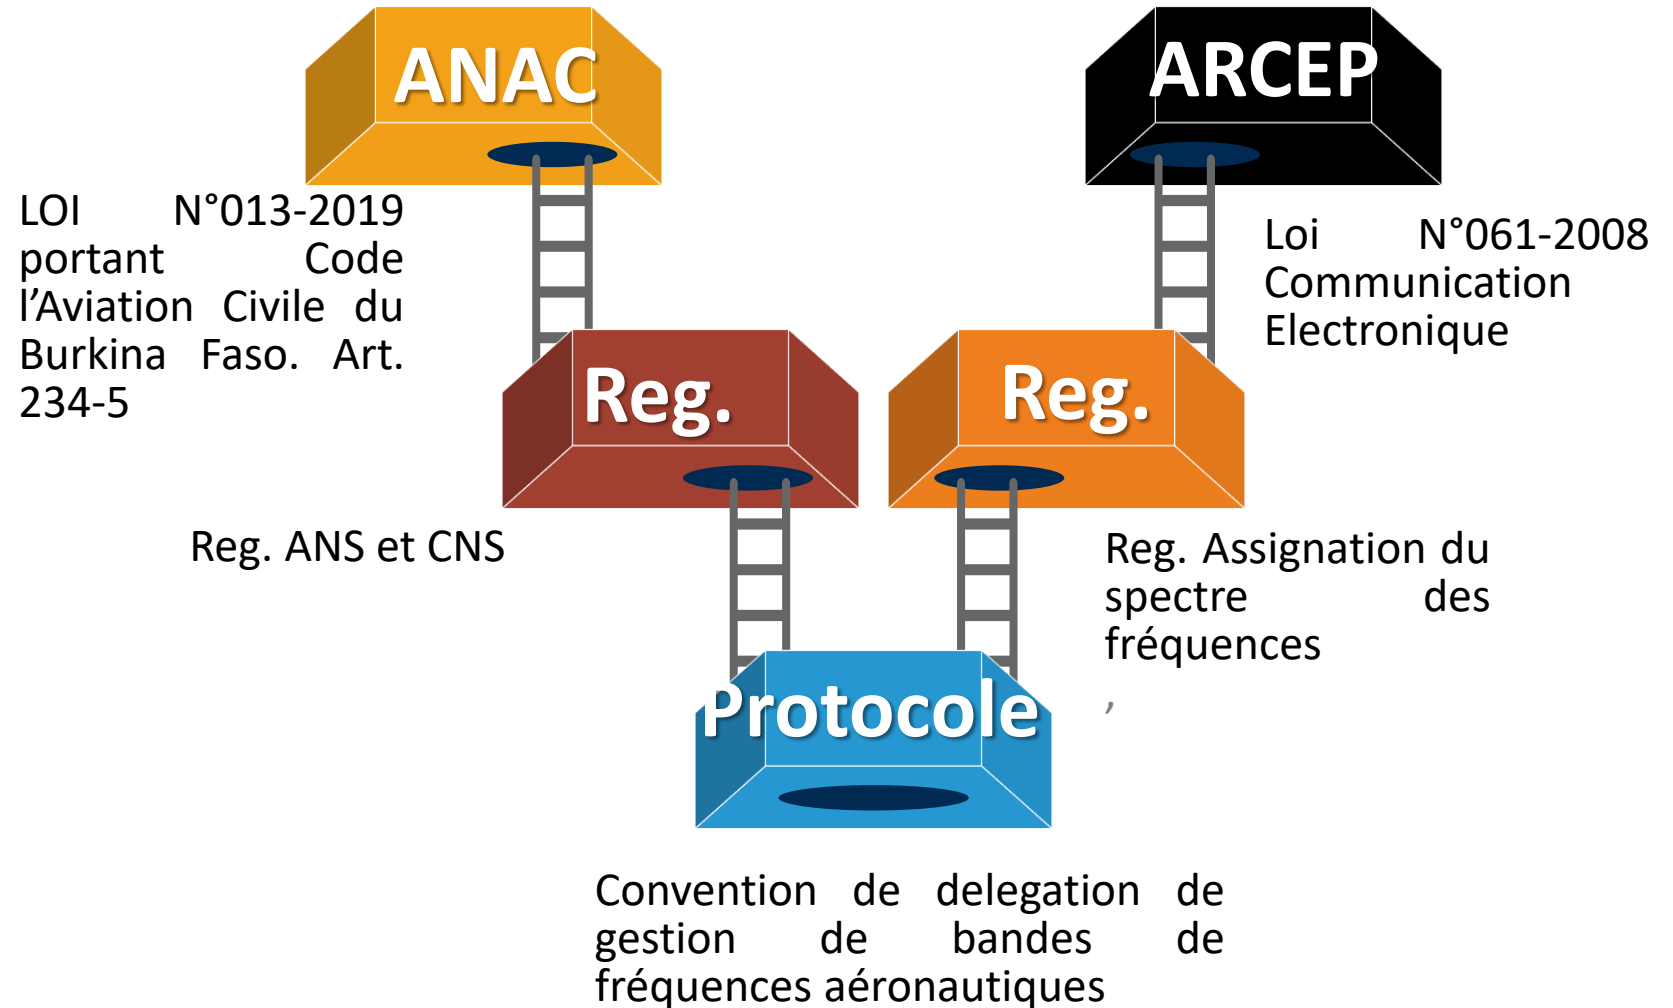 ANAC
ARCEP
LOI N°013-2019
portant Code
l’Aviation Civile du
Burkina Faso. Art.
234-5
Loi N°061-2008
Communication
Electronique
Reg.
Reg.
Reg. ANS et CNS
Reg. Assignation du
spectre des
fréquences
,
Protocole
Convention de delegation de
gestion de bandes de
fréquences aéronautiques